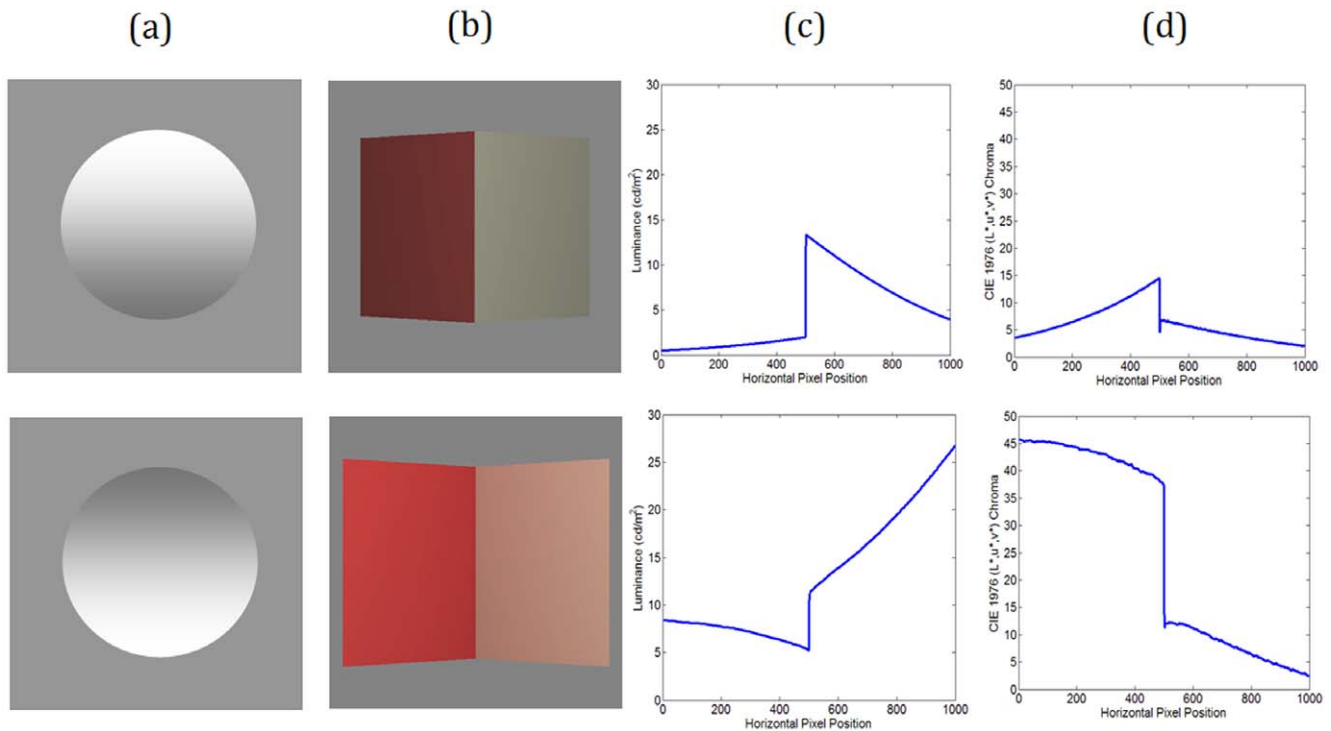 (a)
(b)
(c)
(d)
30
25
20
15
10
5
0
Luminance (cd/m²)
0 200 400 600 800 1000
Horizontal Pixel Position
50
45
40
35
30
25
20
15
10
5
0
CIE 1976 (L*,u*,v*) Chroma
0 200 400 600 800 1000
Horizontal Pixel Position
30
25
20
15
10
5
0
Luminance (cd/m²)
0 200 400 600 800 1000
Horizontal Pixel Position
50
45
40
35
30
25
20
15
10
5
0
CIE 1976 (L*,u*,v*) Chroma
0 200 400 600 800 1000
Horizontal Pixel Position